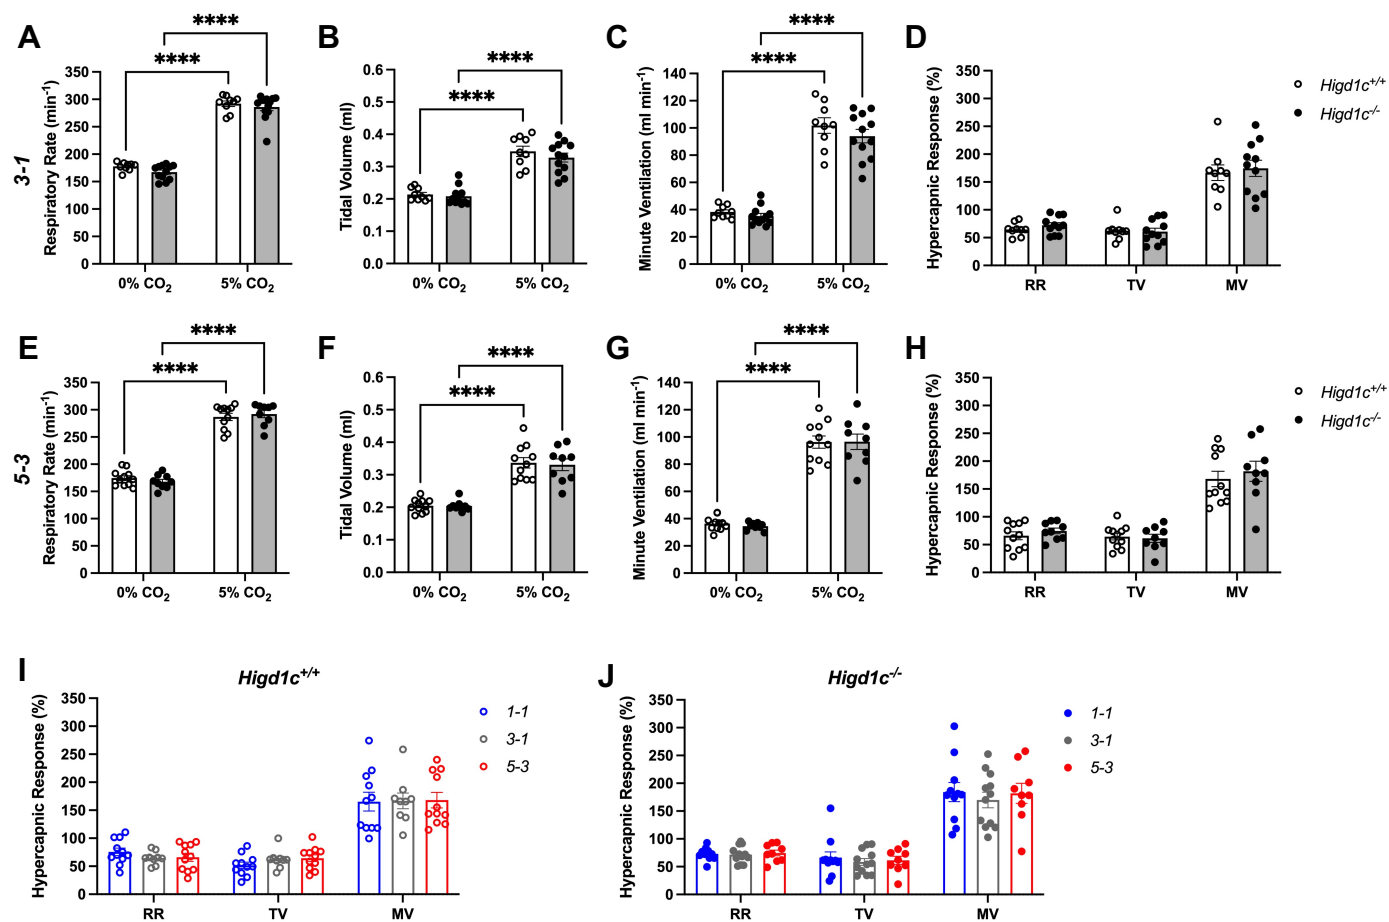 A
Respiratory Rate (min-1)
350
300
250
200
150
100
50
0
****
****
0% CO2
5% CO2
B
Tidal Volume (ml)
0.6
0.5
0.4
0.3
0.2
0.1
0.0
****
****
0% CO2
5% CO2
C
Minute Ventilation (ml min-1)
140
120
100
80
60
40
20
0
****
****
0% CO2
5% CO2
D
Hypercapnic Response (%)
350
300
250
200
150
100
50
0
RR
TV
MV
Higd1c+/+
Higd1c-/-
3-1
E
Respiratory Rate (min-1)
350
300
250
200
150
100
50
0
****
****
0% CO2
5% CO2
F
Tidal Volume (ml)
0.6
0.5
0.4
0.3
0.2
0.1
0.0
****
****
0% CO2
5% CO2
G
Minute Ventilation (ml min-1)
140
120
100
80
60
40
20
0
****
****
0% CO2
5% CO2
H
Hypercapnic Response (%)
350
300
250
200
150
100
50
0
RR
TV
MV
Higd1c+/+
Higd1c-/-
5-3
I
Higd1c+/+
Hypercapnic Response (%)
350
300
250
200
150
100
50
0
RR
TV
MV
1-1
3-1
5-3
J
Higd1c-/-
Hypercapnic Response (%)
350
300
250
200
150
100
50
0
RR
TV
MV
1-1
3-1
5-3